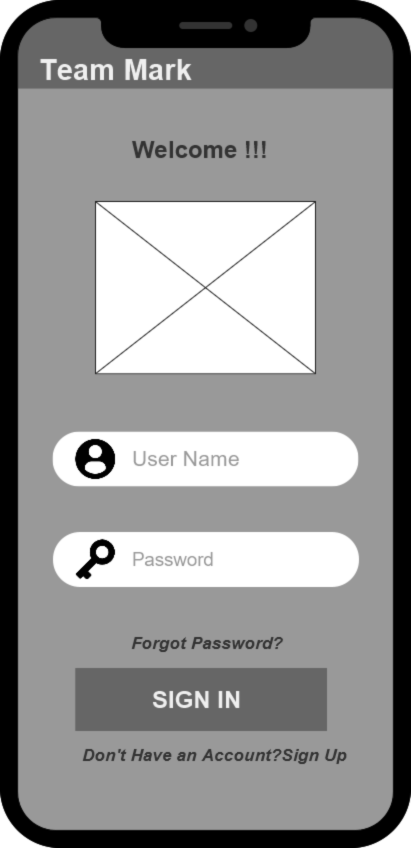 Team Mark
Welcome !!!
User Name
Password
Forgot Password?
SIGN IN
Don't Have an Account?Sign Up